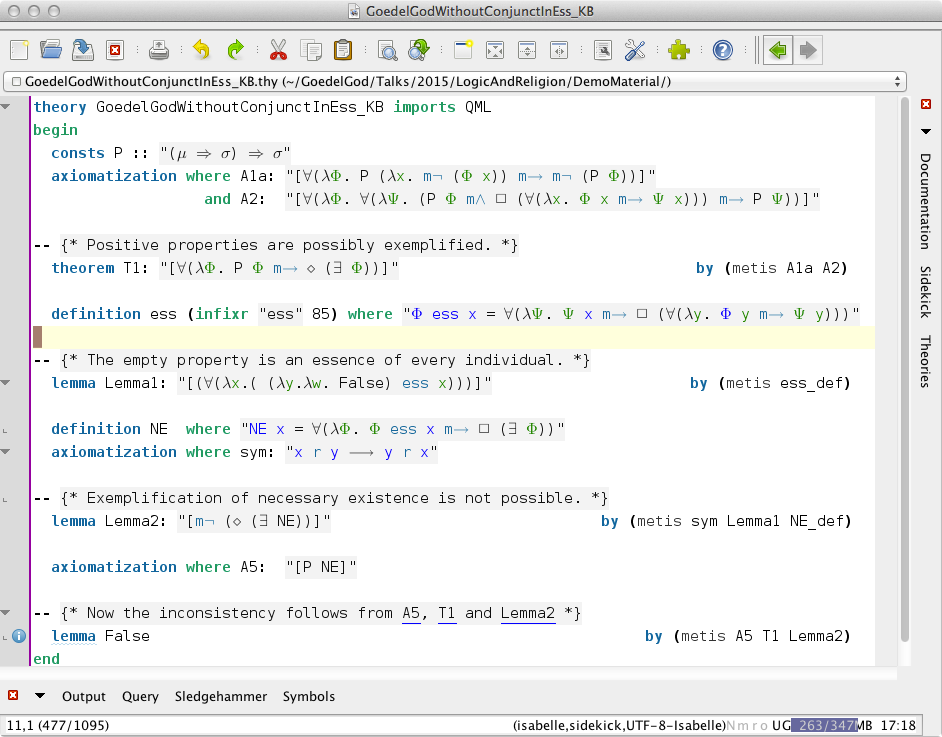 GoedelGodWithoutConjunctInEss_KB
GoedelGodWithoutConjunctInEss_KB.thy (~/GoedelGod/Talks/2015/LogicAndReligion/DemoMaterial/)
theory GoedelGodWithoutConjunctInEss_KB imports QML
begin
consts P :: "(μ ⇒ σ) ⇒ σ"
axiomatization where A1a: "[∀(λΦ. P (λx. m¬ (Φ x)) m→ m¬ (P Φ))]"
and A2: "[∀(λΦ. ∀(λΨ. (P Φ m∧ □ (∀(λx. Φ x m→ Ψ x))) m→ P Ψ))]"
-- {* Positive properties are possibly exemplified. *}
theorem T1: "[∀(λΦ. P Φ m→ ◇ (∃ Φ))]" by (metis A1a A2)
definition ess (infixr "ess" 85) where "Φ ess x = ∀(λΨ. Ψ x m→ □ (∀(λy. Φ y m→ Ψ y)))"
-- {* The empty property is an essence of every individual. *}
lemma Lemma1: "[(∀(λx.( (λy.λw. False) ess x)))]" by (metis ess_def)
definition NE where "NE x = ∀(λΦ. Φ ess x m→ □ (∃ Φ))"
axiomatization where sym: "x r y ⟶ y r x"
-- {* Exemplification of necessary existence is not possible. *}
lemma Lemma2: "[m¬ (◇ (∃ NE))]" by (metis sym Lemma1 NE_def)
axiomatization where A5: "[P NE]"
-- {* Now the inconsistency follows from A5, T1 and Lemma2 *}
lemma False by (metis A5 T1 Lemma2)
end
Documentation
Sidekick
Theories
Output Query Sledgehammer Symbols
11,1 (477/1095) (isabelle,sidekick,UTF-8-Isabelle)N m r o UG 263/347MB 17:18